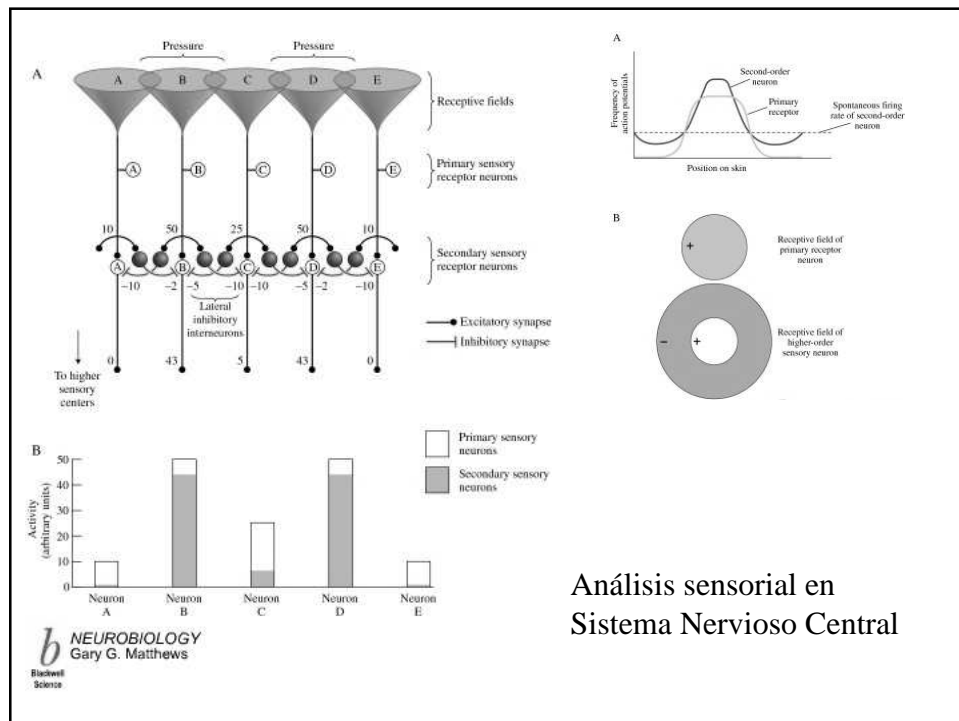 Pressure
Pressure
A
A
B
C
D
E
Receptive fields
A
B
C
D
E
Primary sensory
receptor neurons
10
50
25
50
10
A
B
C
D
E
Secondary sensory
receptor neurons
–10
–2
–5
–10
–10
–5
–2
–10
Lateral
inhibitory
interneurons
Excitatory synapse
Inhibitory synapse
0
43
5
43
0
To higher
sensory
centers
B
Primary sensory
neurons
Secondary sensory
neurons
Activity
(arbitrary units)
50
40
30
20
10
0
Neuron
A
Neuron
B
Neuron
C
Neuron
D
Neuron
E
b
Blackwell
Science
NEUROBIOLOGY
Gary G. Matthews
A
Frequency of
action potentials
Second-order
neuron
Primary
receptor
Spontaneous firing
rate of second-order
neuron
Position on skin
B
+
Receptive field of
primary receptor
neuron
–
+
Receptive field of
higher-order
sensory neuron
Análisis sensorial en
Sistema Nervioso Central